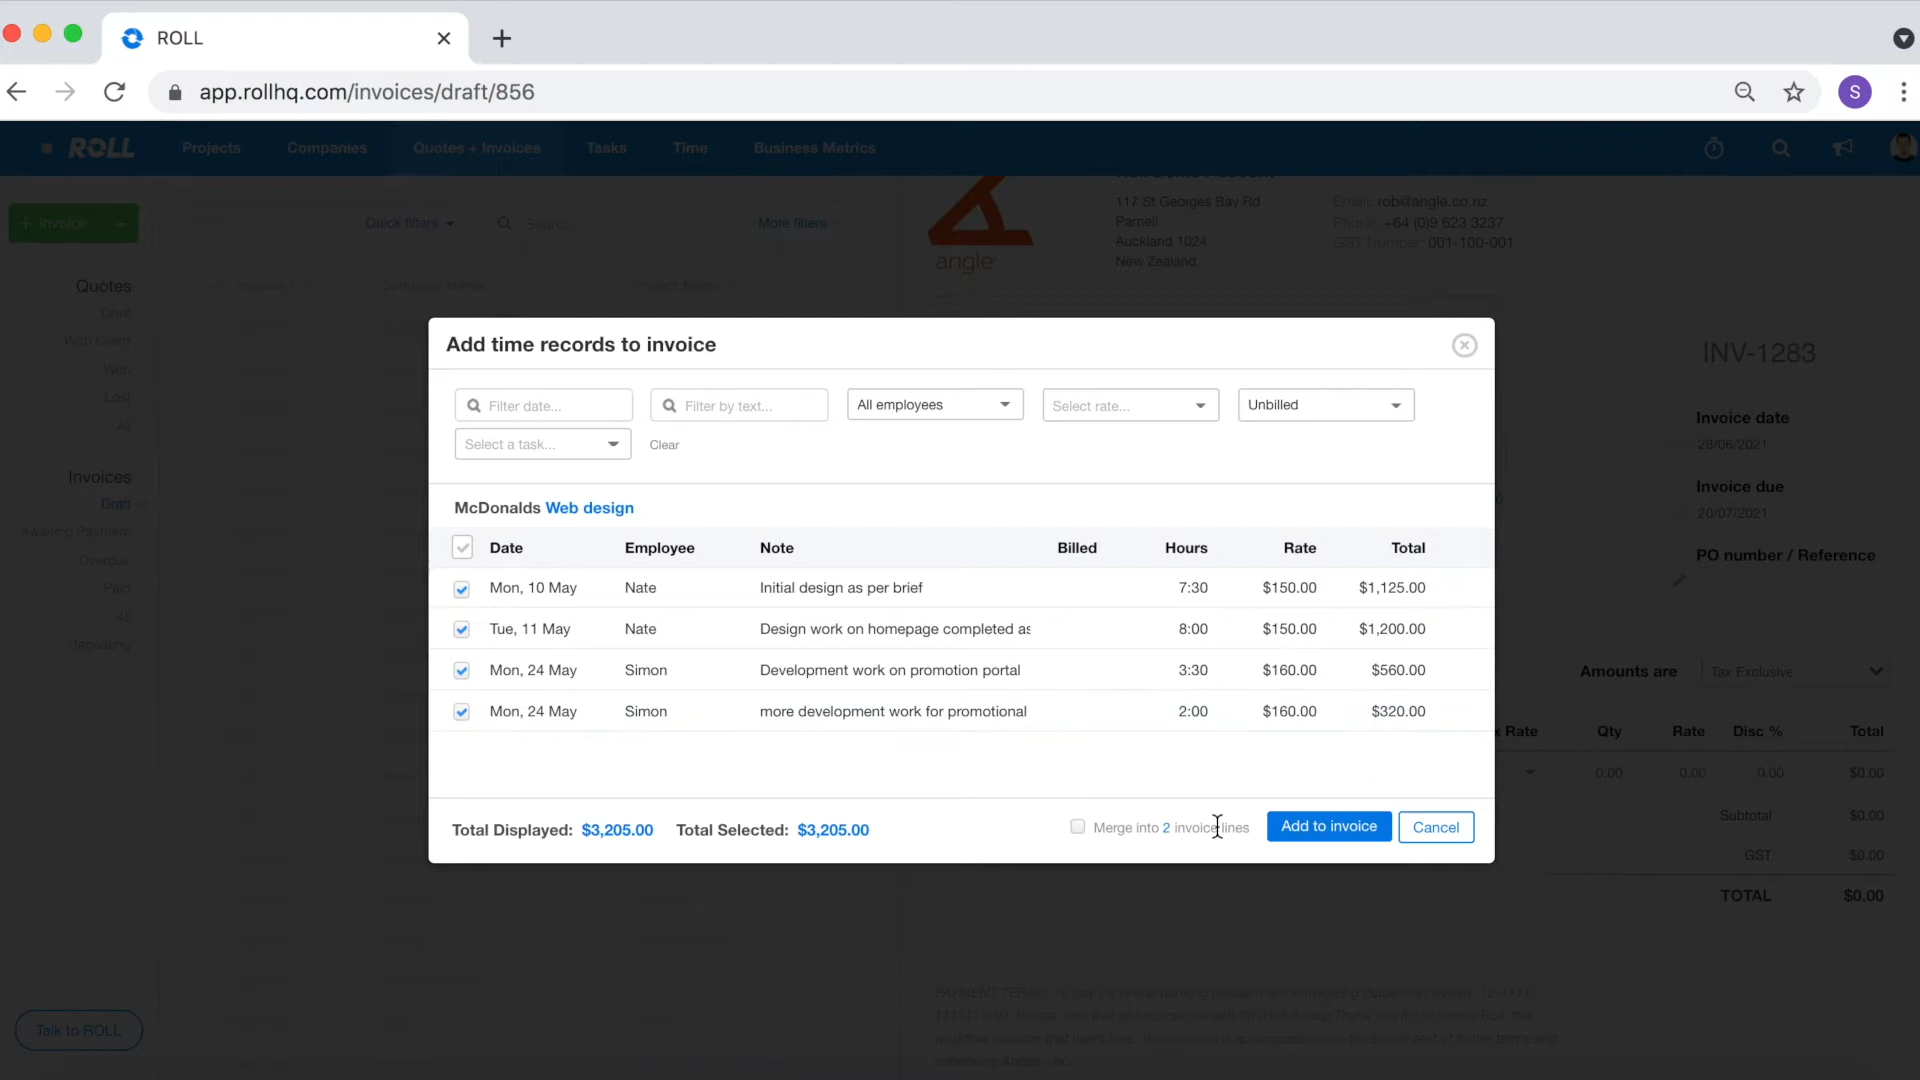 ROLL
app.rollhq.com/invoices/draft/856
ROLL Projects Companies Quotes + Invoices Tasks Time Business Metrics
+ Invoice Quick filters Search More filters
117 St Georges Bay Rd
Parnell
Auckland 1024
New Zealand
Email: rob@angle.co.nz
Phone: +64 (0)9 623 3237
GST Number: 001-100-001
angle
Quotes
Draft
With Client
Won
Lost
All
Invoices
Draft
Awaiting Payment
Overdue
Paid
All
Repeating
Talk to ROLL
Add time records to invoice
Filter date... Filter by text... All employees Select rate... Unbilled
Select a task... Clear
McDonalds Web design
Date Employee Note Billed Hours Rate Total
Mon, 10 May Nate Initial design as per brief 7:30 $150.00 $1,125.00
Tue, 11 May Nate Design work on homepage completed as 8:00 $150.00 $1,200.00
Mon, 24 May Simon Development work on promotion portal 3:30 $160.00 $560.00
Mon, 24 May Simon more development work for promotional 2:00 $160.00 $320.00
Total Displayed: $3,205.00 Total Selected: $3,205.00 Merge into 2 invoice lines Add to invoice Cancel
INV-1283
Invoice date
28/06/2021
Invoice due
20/07/2021
PO number / Reference
Amounts are Tax Exclusive
Rate Qty Rate Disc % Total
0.00 0.00 0.00 $0.00
Subtotal $0.00
GST $0.00
TOTAL $0.00
S